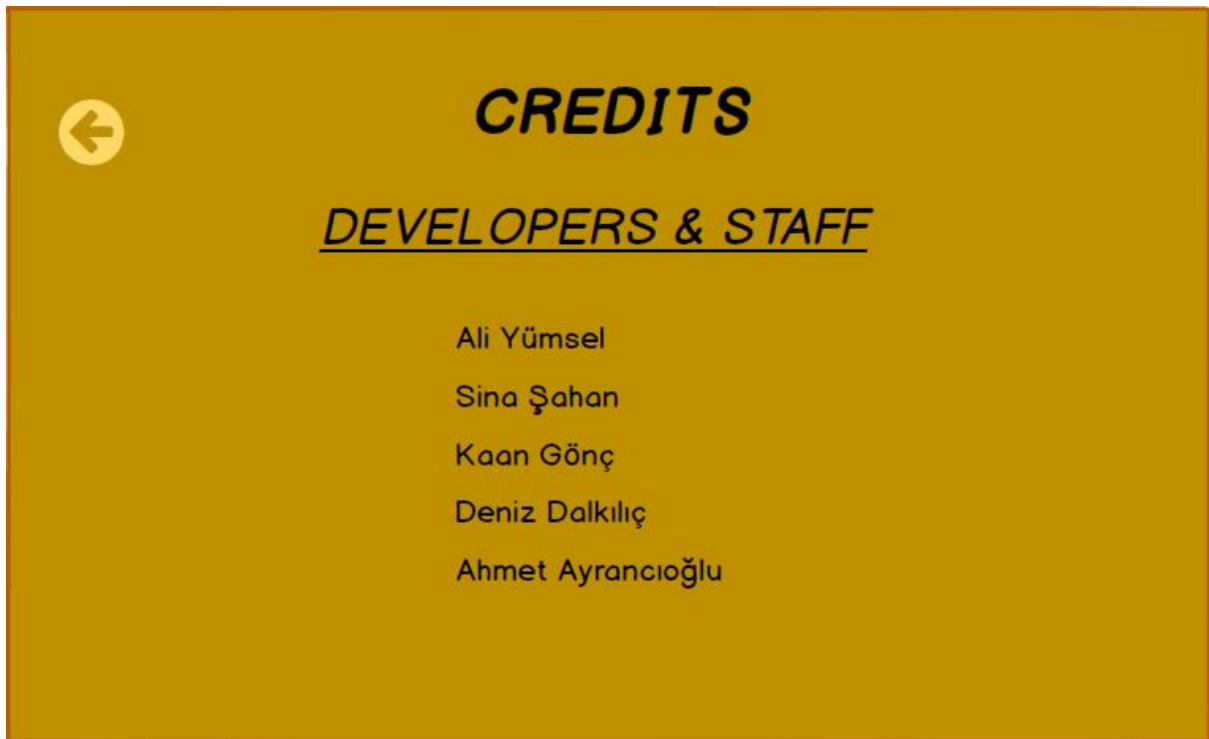 CREDITS
DEVELOPERS & STAFF
Ali Yümsel
Sina Şahan
Kaan Gönç
Deniz Dalkılıç
Ahmet Ayrancıoğlu